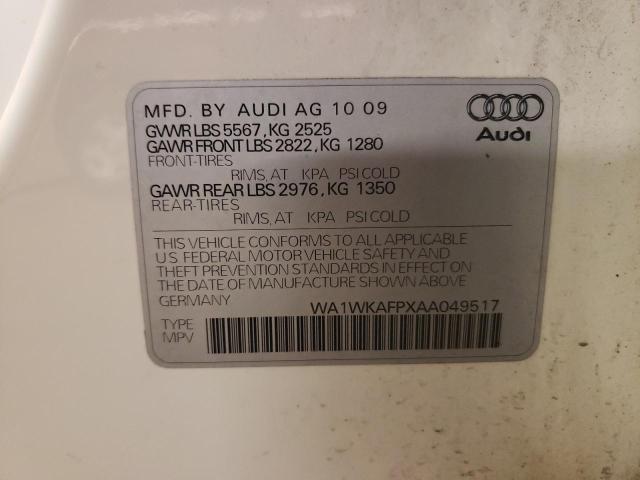 MFD. BY AUDI AG 10 09
GWWR LBS 5567, KG 2525
GAWR FRONT LBS 2822, KG 1280
FRONT-TIRES
RIMS, AT KPA PSI COLD
GAWR REAR LBS 2976, KG 1350
REAR-TIRES
RIMS, AT KPA PSI COLD
Audi
THIS VEHICLE CONFORMS TO ALL APPLICABLE
U.S FEDERAL MOTOR VEHICLE SAFETY AND
THEFT PREVENTION STANDARDS IN EFFECT ON
THE DATE OF MANUFACTURE SHOWN ABOVE
GERMANY
WA1WKAFPXAA049517
TYPE
MPV